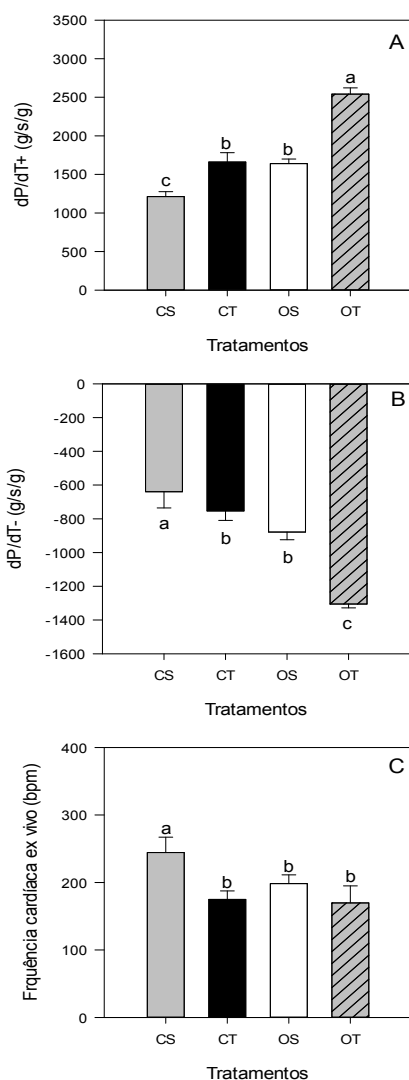 A
3500
3000
2500
2000
1500
1000
500
0
dP/dT+ (g/s/g)
c
b
b
a
CS CT OS OT
Tratamentos
B
0
-200
-400
-600
-800
-1000
-1200
-1400
-1600
dP/dT- (g/s/g)
a
b
b
c
CS CT OS OT
Tratamentos
C
400
300
200
100
0
Frquência cardíaca ex vivo (bpm)
a
b
b
b
CS CT OS OT
Tratamentos